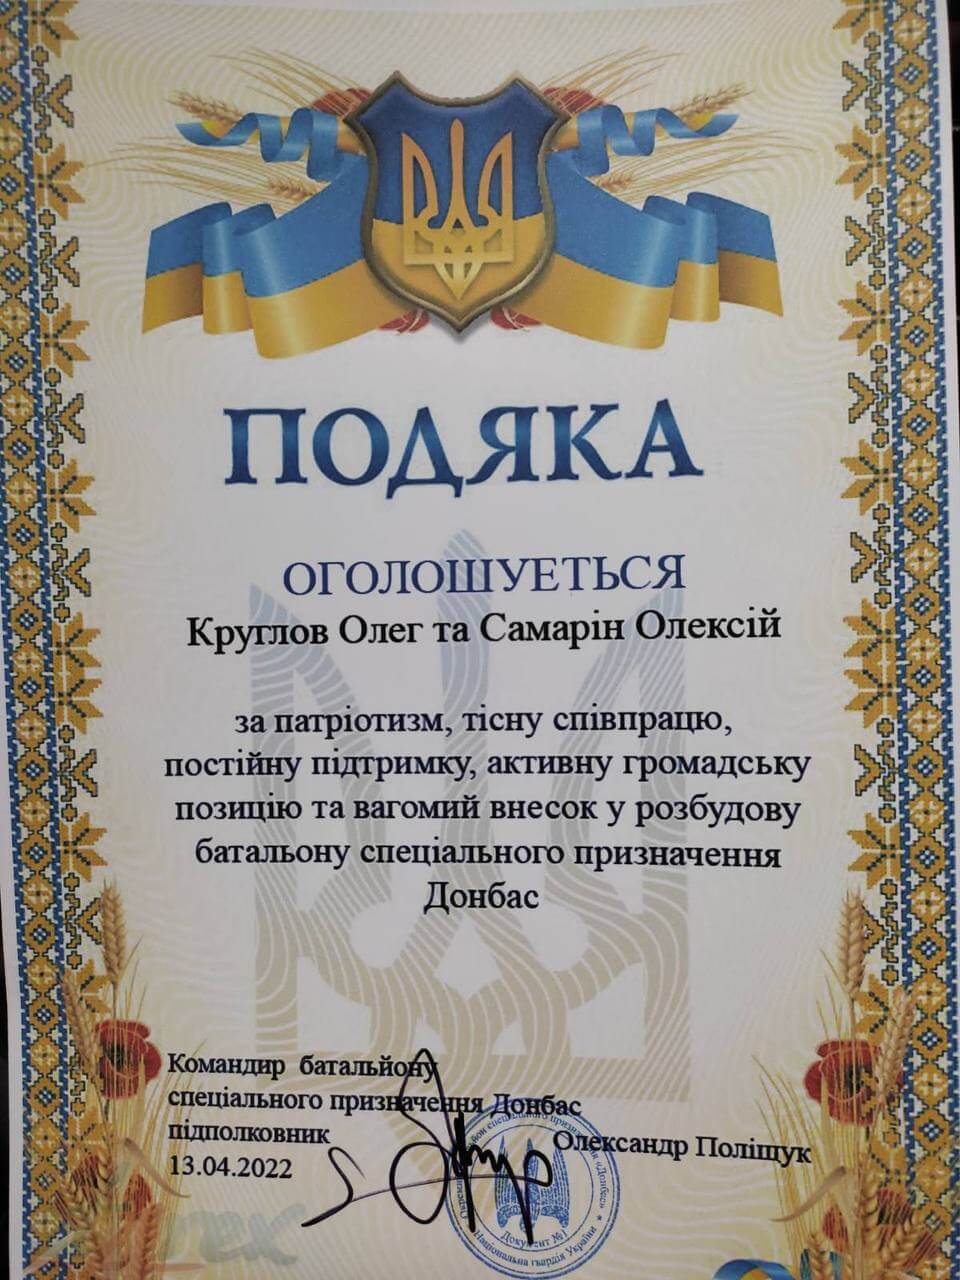 ПОДЯКА
ОГОЛОШУЕТЬСЯ
Круглов Олег та Самарін Олексій
за патріотизм, тісну співпрацю,
постійну підтримку, активну громадську
позицію та вагомий внесок у розбудову
батальону спеціального призначення
Донбас
Командир батальйону
спеціального призначення Донбас
підполковник
Олександр Поліщук
13.04.2022
спеціального призначення «Донбас»
Документ №1
Національна гвардія України